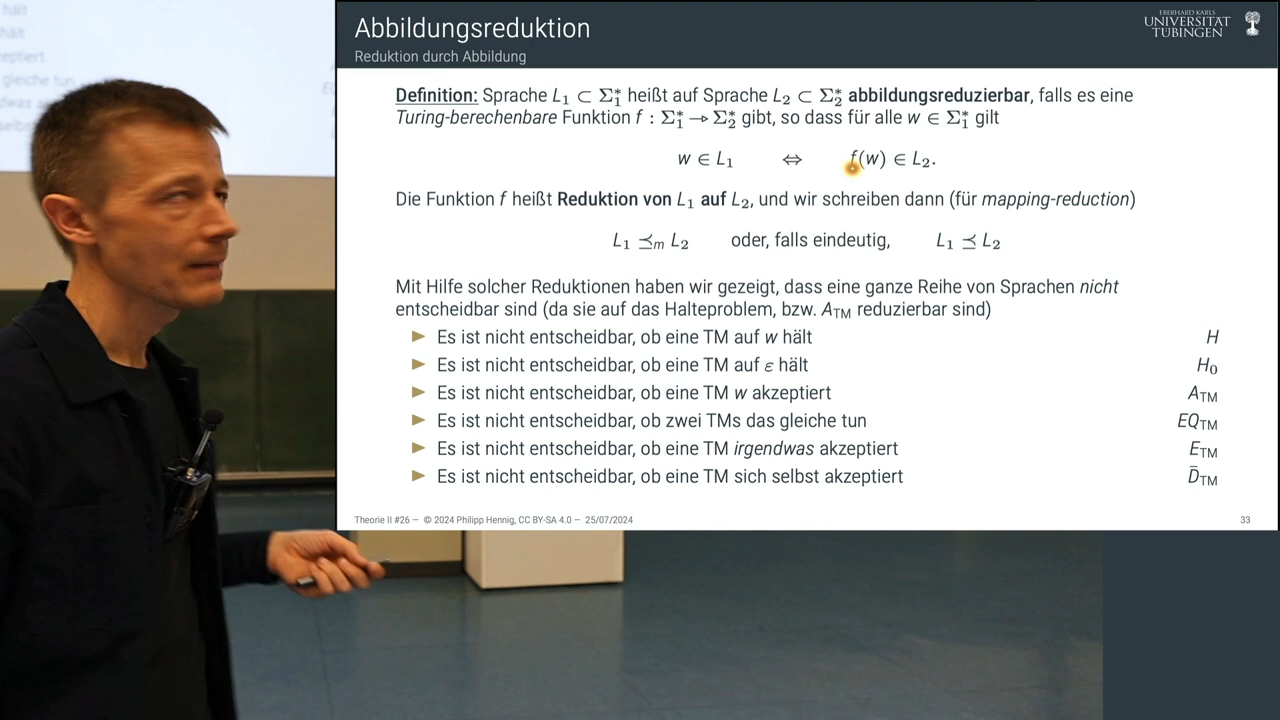 hält
hält
eptiert
gleiche tun
Abbildungsreduktion
Reduktion durch Abbildung
EBERHARD KARLS
UNIVERSITÄT
TÜBINGEN
Definition: Sprache L₁ ⊂ Σ₁* heißt auf Sprache L₂ ⊂ Σ₂* abbildungsreduzierbar, falls es eine
Turing-berechenbare Funktion f : Σ₁* → Σ₂* gibt, so dass für alle w ∈ Σ₁* gilt
w ∈ L₁ ⇔ f(w) ∈ L₂.
Die Funktion f heißt Reduktion von L₁ auf L₂, und wir schreiben dann (für mapping-reduction)
L₁ ⪯ₘ L₂ oder, falls eindeutig, L₁ ⪯ L₂
Mit Hilfe solcher Reduktionen haben wir gezeigt, dass eine ganze Reihe von Sprachen nicht
entscheidbar sind (da sie auf das Halteproblem, bzw. A_TM reduzierbar sind)
► Es ist nicht entscheidbar, ob eine TM auf w hält H
► Es ist nicht entscheidbar, ob eine TM auf ε hält H₀
► Es ist nicht entscheidbar, ob eine TM w akzeptiert A_TM
► Es ist nicht entscheidbar, ob zwei TMs das gleiche tun EQ_TM
► Es ist nicht entscheidbar, ob eine TM irgendwas akzeptiert E_TM
► Es ist nicht entscheidbar, ob eine TM sich selbst akzeptiert D̄_TM
Theorie II #26 — © 2024 Philipp Hennig, CC BY-SA 4.0 — 25/07/2024 33